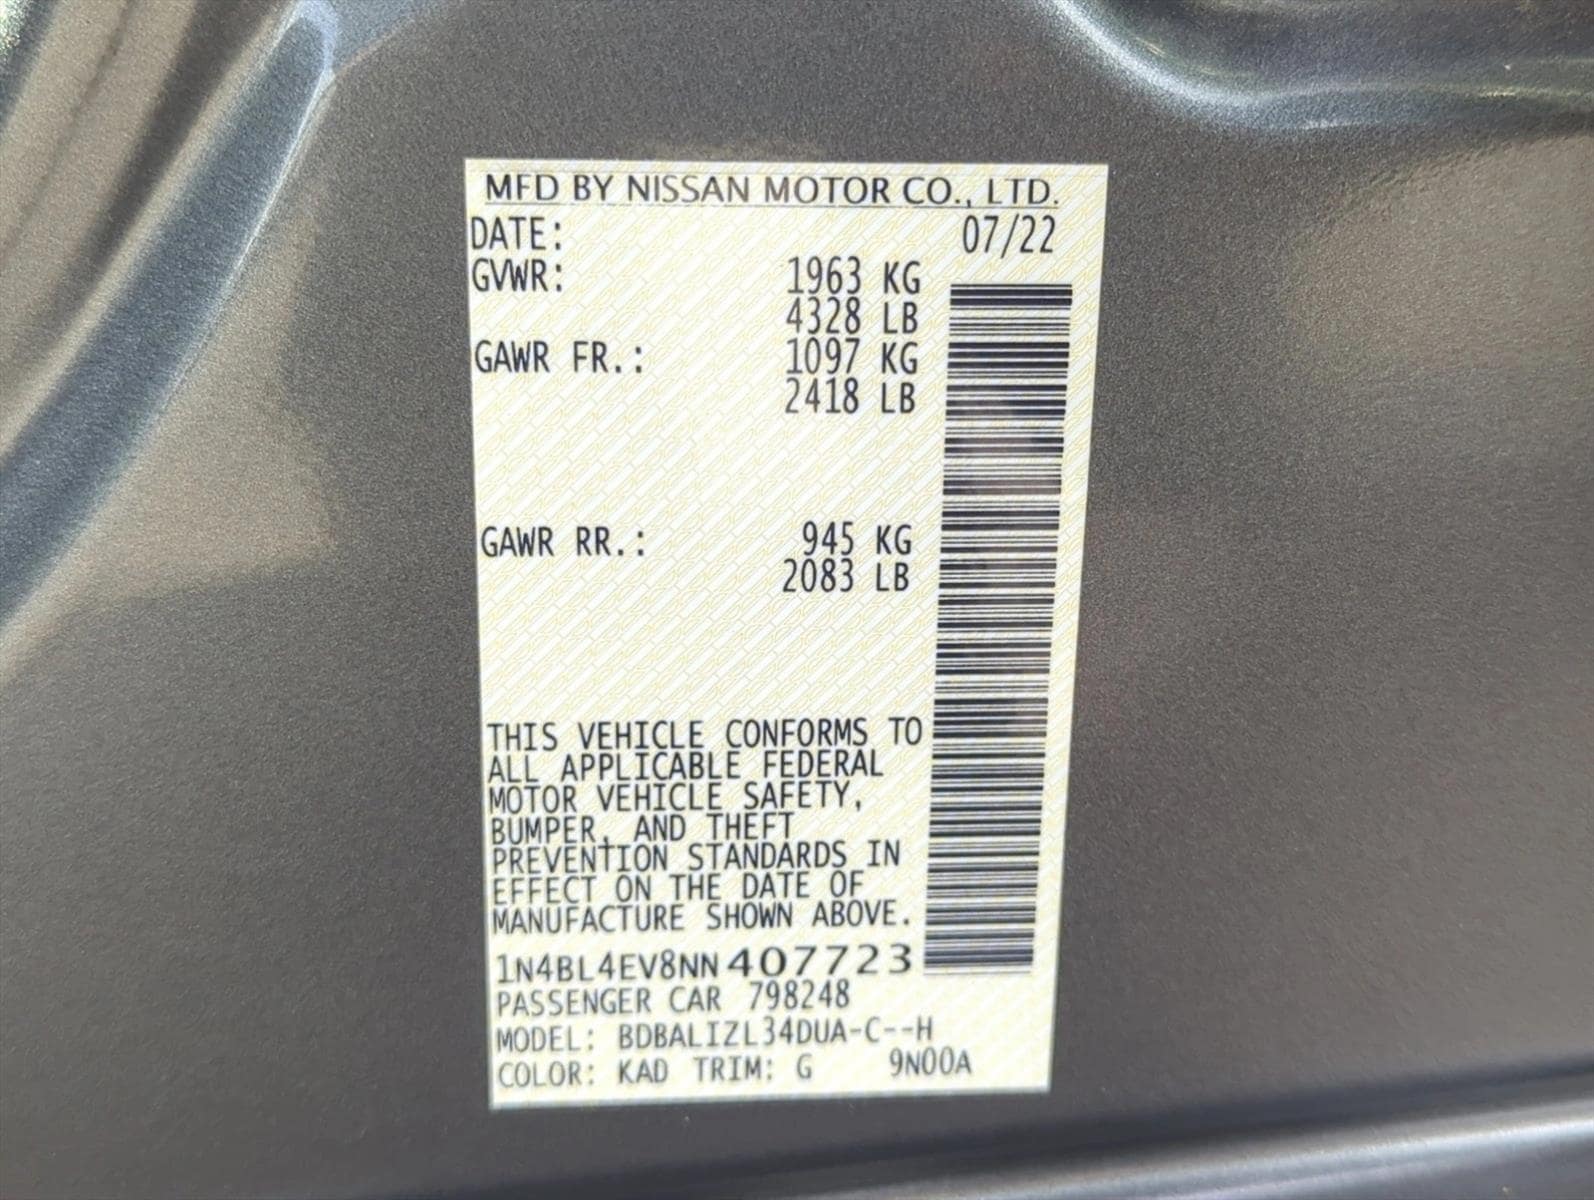 MFD BY NISSAN MOTOR CO., LTD.
DATE: 07/22
GVWR: 1963 KG
4328 LB
GAWR FR.: 1097 KG
2418 LB
GAWR RR.: 945 KG
2083 LB
THIS VEHICLE CONFORMS TO
ALL APPLICABLE FEDERAL
MOTOR VEHICLE SAFETY,
BUMPER, AND THEFT
PREVENTION STANDARDS IN
EFFECT ON THE DATE OF
MANUFACTURE SHOWN ABOVE.
1N4BL4EV8NN407723
PASSENGER CAR 798248
MODEL: BDBALIZL34DUA-C--H
COLOR: KAD TRIM: G 9N00A